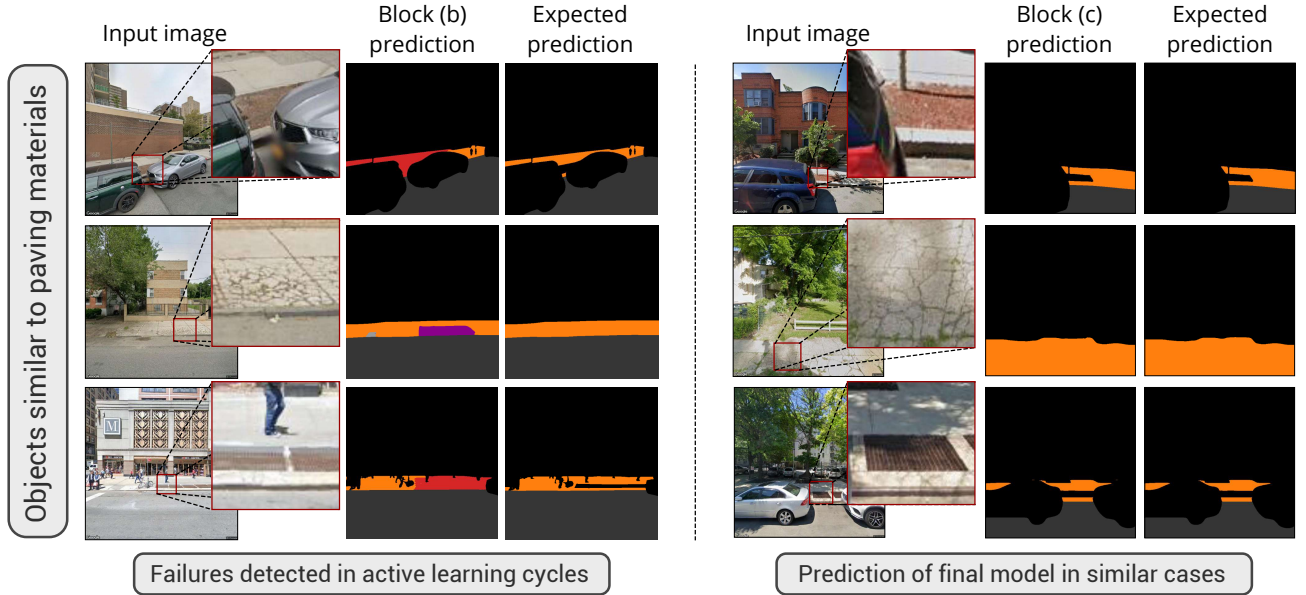 Input image
Block (b)
prediction
Expected
prediction
Input image
Block (c)
prediction
Expected
prediction
Objects similar to paving materials
M
Failures detected in active learning cycles
Prediction of final model in similar cases